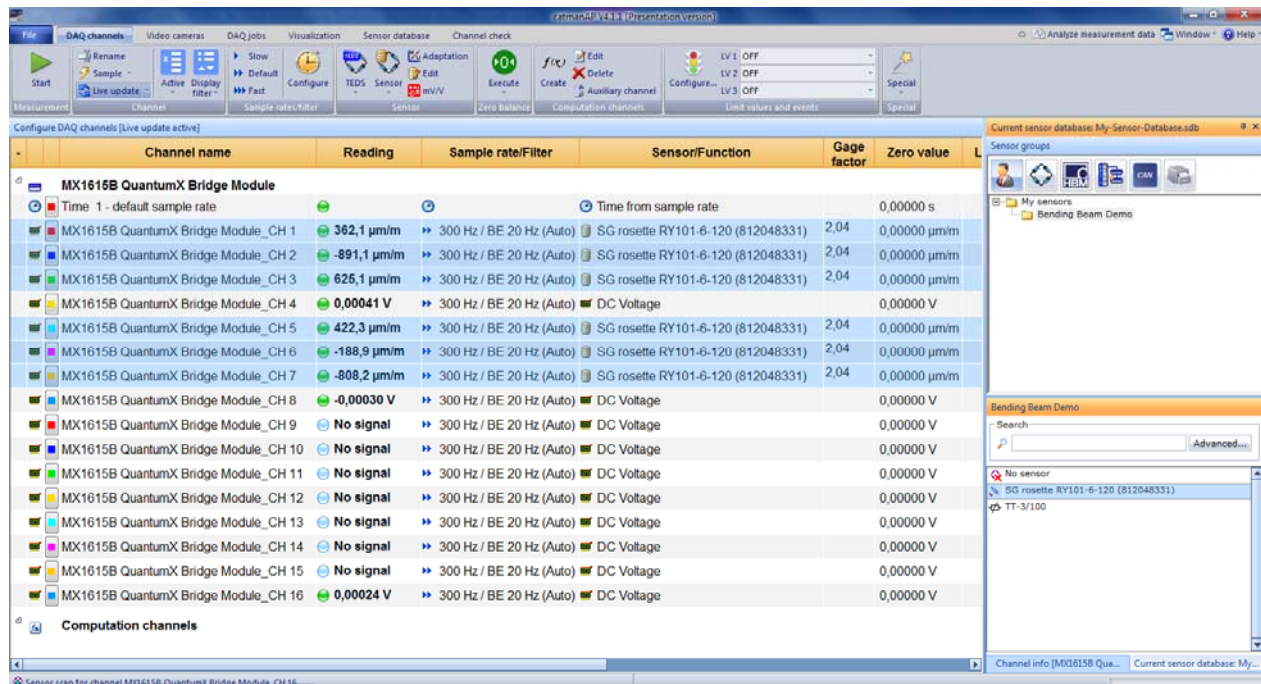 catmanAP V4.1.1 [Presentation version]
File DAQ channels Video cameras DAQ jobs Visualization Sensor database Channel check Analyze measurement data Window Help
Start
Rename
Sample
Live update
Active Display filter
Slow
Default
Fast
Configure
TEDS Sensor
Adaptation
Edit
mV/V
Execute
f(x) Create
Edit
Delete
Auxiliary channel
Configure...
LV 1 OFF
LV 2 OFF
LV 3 OFF
Special
Measurement Channel Sample rates/filter Sensor Zero balance Computation channels Limit values and events Special
Configure DAQ channels [Live update active]
Channel name Reading Sample rate/Filter Sensor/Function Gage factor Zero value L
MX1615B QuantumX Bridge Module
Time 1 - default sample rate Time from sample rate 0,00000 s
MX1615B QuantumX Bridge Module_CH 1 362,1 µm/m 300 Hz / BE 20 Hz (Auto) SG rosette RY101-6-120 (812048331) 2,04 0,00000 µm/m
MX1615B QuantumX Bridge Module_CH 2 -891,1 µm/m 300 Hz / BE 20 Hz (Auto) SG rosette RY101-6-120 (812048331) 2,04 0,00000 µm/m
MX1615B QuantumX Bridge Module_CH 3 625,1 µm/m 300 Hz / BE 20 Hz (Auto) SG rosette RY101-6-120 (812048331) 2,04 0,00000 µm/m
MX1615B QuantumX Bridge Module_CH 4 0,00041 V 300 Hz / BE 20 Hz (Auto) DC Voltage 0,00000 V
MX1615B QuantumX Bridge Module_CH 5 422,3 µm/m 300 Hz / BE 20 Hz (Auto) SG rosette RY101-6-120 (812048331) 2,04 0,00000 µm/m
MX1615B QuantumX Bridge Module_CH 6 -188,9 µm/m 300 Hz / BE 20 Hz (Auto) SG rosette RY101-6-120 (812048331) 2,04 0,00000 µm/m
MX1615B QuantumX Bridge Module_CH 7 -808,2 µm/m 300 Hz / BE 20 Hz (Auto) SG rosette RY101-6-120 (812048331) 2,04 0,00000 µm/m
MX1615B QuantumX Bridge Module_CH 8 -0,00030 V 300 Hz / BE 20 Hz (Auto) DC Voltage 0,00000 V
MX1615B QuantumX Bridge Module_CH 9 No signal 300 Hz / BE 20 Hz (Auto) DC Voltage 0,00000 V
MX1615B QuantumX Bridge Module_CH 10 No signal 300 Hz / BE 20 Hz (Auto) DC Voltage 0,00000 V
MX1615B QuantumX Bridge Module_CH 11 No signal 300 Hz / BE 20 Hz (Auto) DC Voltage 0,00000 V
MX1615B QuantumX Bridge Module_CH 12 No signal 300 Hz / BE 20 Hz (Auto) DC Voltage 0,00000 V
MX1615B QuantumX Bridge Module_CH 13 No signal 300 Hz / BE 20 Hz (Auto) DC Voltage 0,00000 V
MX1615B QuantumX Bridge Module_CH 14 No signal 300 Hz / BE 20 Hz (Auto) DC Voltage 0,00000 V
MX1615B QuantumX Bridge Module_CH 15 No signal 300 Hz / BE 20 Hz (Auto) DC Voltage 0,00000 V
MX1615B QuantumX Bridge Module_CH 16 0,00024 V 300 Hz / BE 20 Hz (Auto) DC Voltage 0,00000 V
Computation channels
Current sensor database: My-Sensor-Database.sdb
Sensor groups
HBM CAN
My sensors
Bending Beam Demo
Bending Beam Demo
Search
Advanced...
No sensor
SG rosette RY101-6-120 (812048331)
TT-3/100
Channel info [MX1615B Qua... Current sensor database: My...
Sensor scan for channel MX1615B QuantumX Bridge Module_CH 16